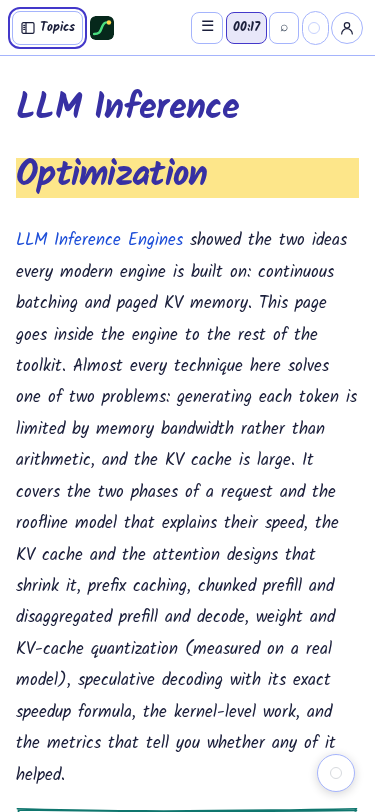 Topics
00:17
LLM Inference
Optimization
LLM Inference Engines showed the two ideas
every modern engine is built on: continuous
batching and paged KV memory. This page
goes inside the engine to the rest of the
toolkit. Almost every technique here solves
one of two problems: generating each token is
limited by memory bandwidth rather than
arithmetic, and the KV cache is large. It
covers the two phases of a request and the
roofline model that explains their speed, the
KV cache and the attention designs that
shrink it, prefix caching, chunked prefill and
disaggregated prefill and decode, weight and
KV-cache quantization (measured on a real
model), speculative decoding with its exact
speedup formula, the kernel-level work, and
the metrics that tell you whether any of it
helped.